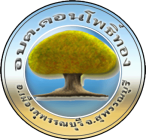 อบต.ดอนโพธิ์ทอง
อ.เมืองสุพรรณบุรี จ.สุพรรณบุรี